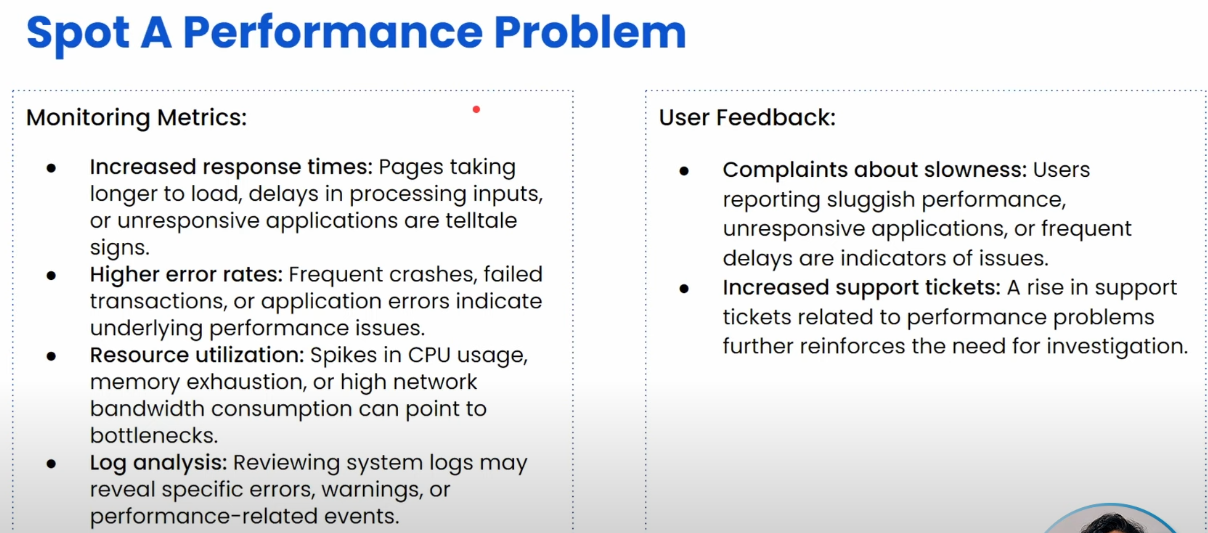 Spot A Performance Problem
Monitoring Metrics:
● Increased response times: Pages taking
longer to load, delays in processing inputs,
or unresponsive applications are telltale
signs.
● Higher error rates: Frequent crashes, failed
transactions, or application errors indicate
underlying performance issues.
● Resource utilization: Spikes in CPU usage,
memory exhaustion, or high network
bandwidth consumption can point to
bottlenecks.
● Log analysis: Reviewing system logs may
reveal specific errors, warnings, or
performance-related events.
User Feedback:
● Complaints about slowness: Users
reporting sluggish performance,
unresponsive applications, or frequent
delays are indicators of issues.
● Increased support tickets: A rise in support
tickets related to performance problems
further reinforces the need for investigation.